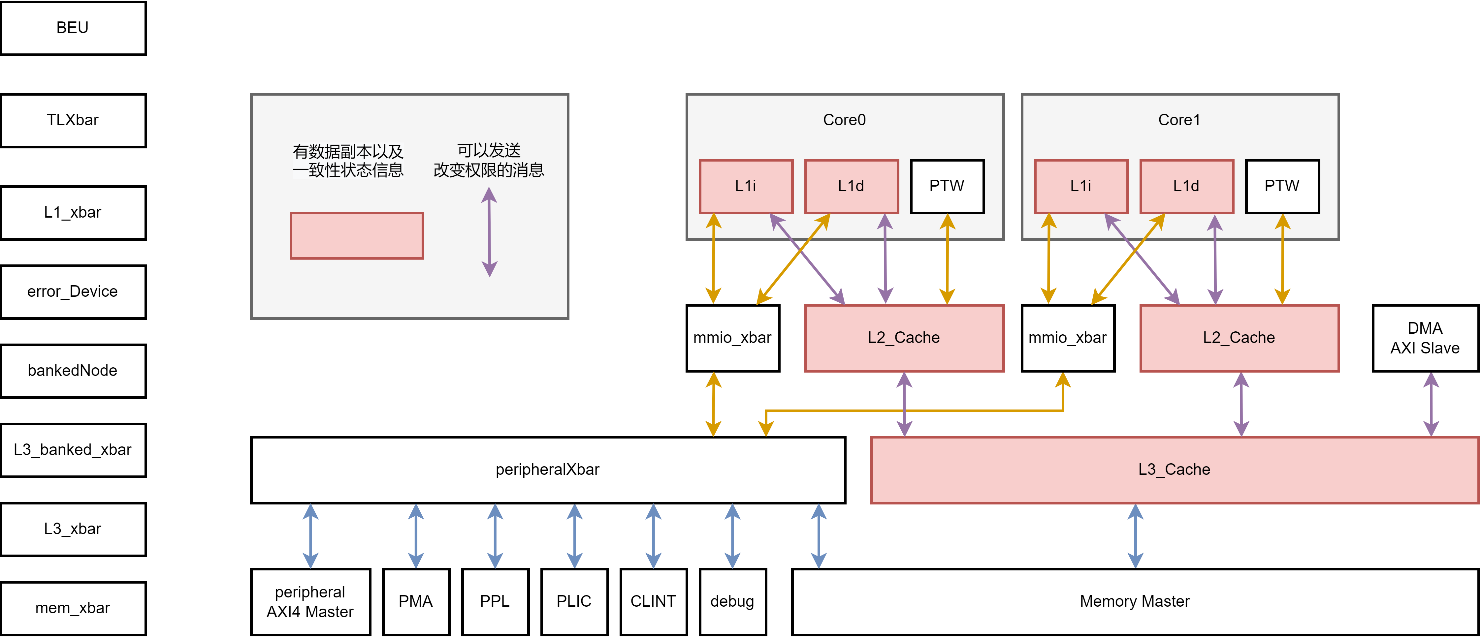 BEU
TLXbar
L1_xbar
error_Device
bankedNode
L3_banked_xbar
L3_xbar
mem_xbar
有数据副本以及
一致性状态信息
可以发送
改变权限的消息
Core0
L1i
L1d
PTW
Core1
L1i
L1d
PTW
mmio_xbar
L2_Cache
mmio_xbar
L2_Cache
DMA
AXI Slave
peripheralXbar
L3_Cache
peripheral
AXI4 Master
PMA
PPL
PLIC
CLINT
debug
Memory Master